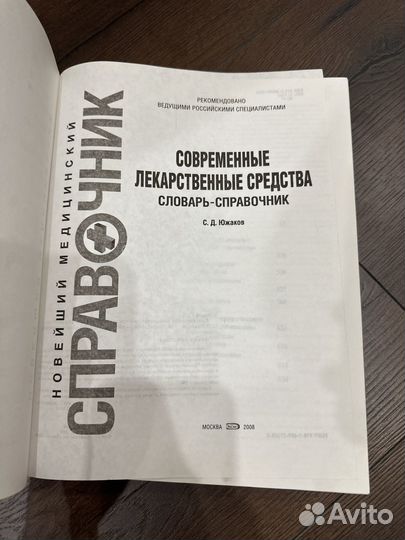 РЕКОМЕНДОВАНО
ВЕДУЩИМИ РОССИЙСКИМИ СПЕЦИАЛИСТАМИ
НОВЕЙШИЙ МЕДИЦИНСКИЙ
СПРАВОЧНИК
СОВРЕМЕННЫЕ
ЛЕКАРСТВЕННЫЕ СРЕДСТВА
СЛОВАРЬ-СПРАВОЧНИК
С. Д. Южаков
МОСКВА 2008
Avito